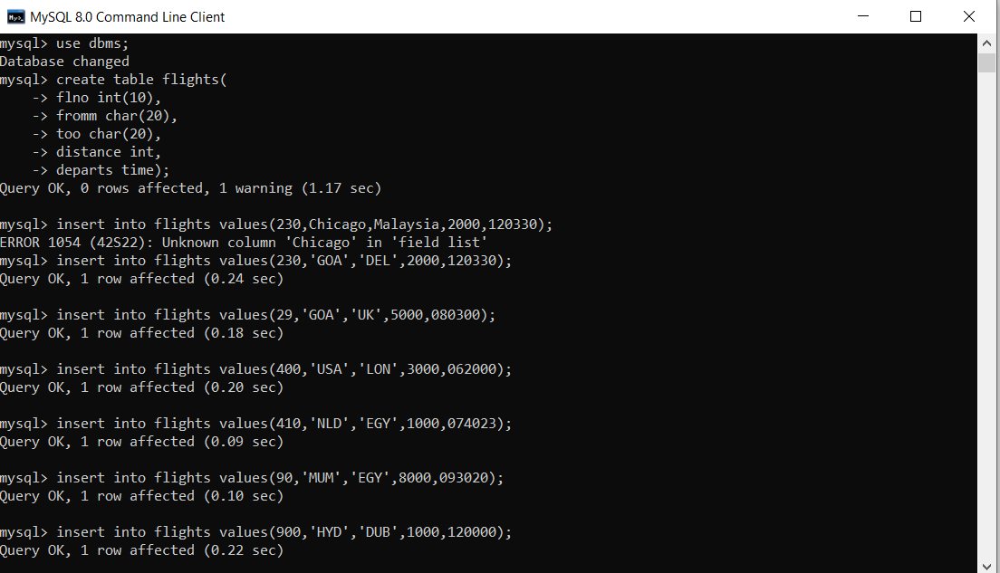 MySQL 8.0 Command Line Client
mysql> use dbms;
Database changed
mysql> create table flights(
    -> flno int(10),
    -> fromm char(20),
    -> too char(20),
    -> distance int,
    -> departs time);
Query OK, 0 rows affected, 1 warning (1.17 sec)
mysql> insert into flights values(230,Chicago,Malaysia,2000,120330);
ERROR 1054 (42S22): Unknown column 'Chicago' in 'field list'
mysql> insert into flights values(230,'GOA','DEL',2000,120330);
Query OK, 1 row affected (0.24 sec)
mysql> insert into flights values(29,'GOA','UK',5000,080300);
Query OK, 1 row affected (0.18 sec)
mysql> insert into flights values(400,'USA','LON',3000,062000);
Query OK, 1 row affected (0.20 sec)
mysql> insert into flights values(410,'NLD','EGY',1000,074023);
Query OK, 1 row affected (0.09 sec)
mysql> insert into flights values(90,'MUM','EGY',8000,093020);
Query OK, 1 row affected (0.10 sec)
mysql> insert into flights values(900,'HYD','DUB',1000,120000);
Query OK, 1 row affected (0.22 sec)